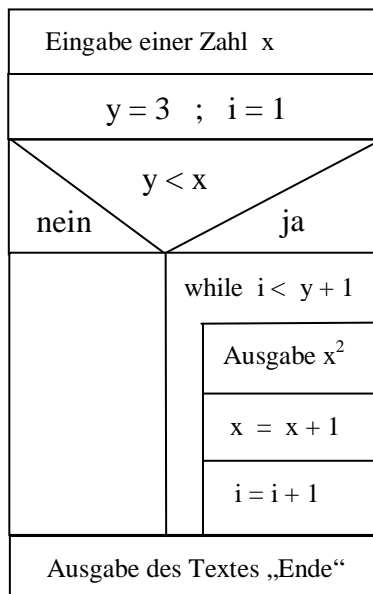 Eingabe einer Zahl x
y = 3 ; i = 1
y < x
nein
ja
while i < y + 1
Ausgabe x²
x = x + 1
i = i + 1
Ausgabe des Textes „Ende“